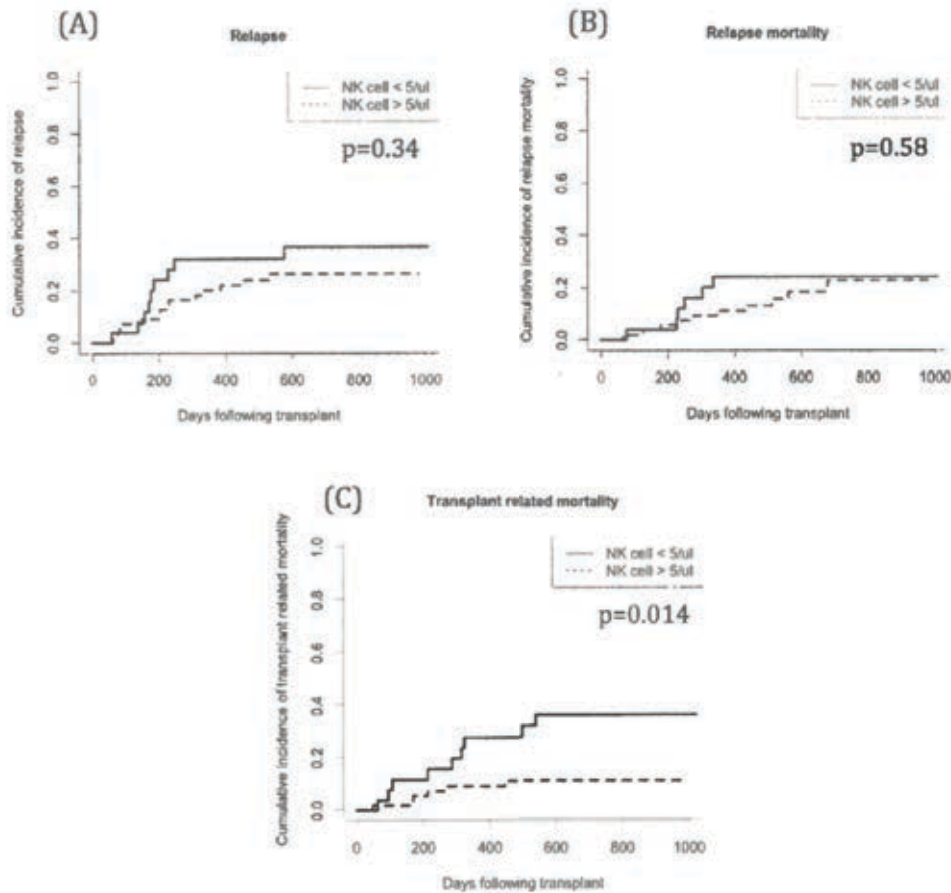 (A)
Relapse
Cumulative incidence of relapse
1.0
0.8
0.6
0.4
0.2
0.0
NK cell < 5/ul
NK cell > 5/ul
p=0.34
0 200 400 600 800 1000
Days following transplant
(B)
Relapse mortality
Cumulative incidence of relapse mortality
1.0
0.8
0.6
0.4
0.2
0.0
NK cell < 5/ul
NK cell > 5/ul
p=0.58
0 200 400 600 800 1000
Days following transplant
(C)
Transplant related mortality
Cumulative incidence of transplant related mortality
1.0
0.8
0.6
0.4
0.2
0.0
NK cell < 5/ul
NK cell > 5/ul
p=0.014
0 200 400 600 800 1000
Days following transplant